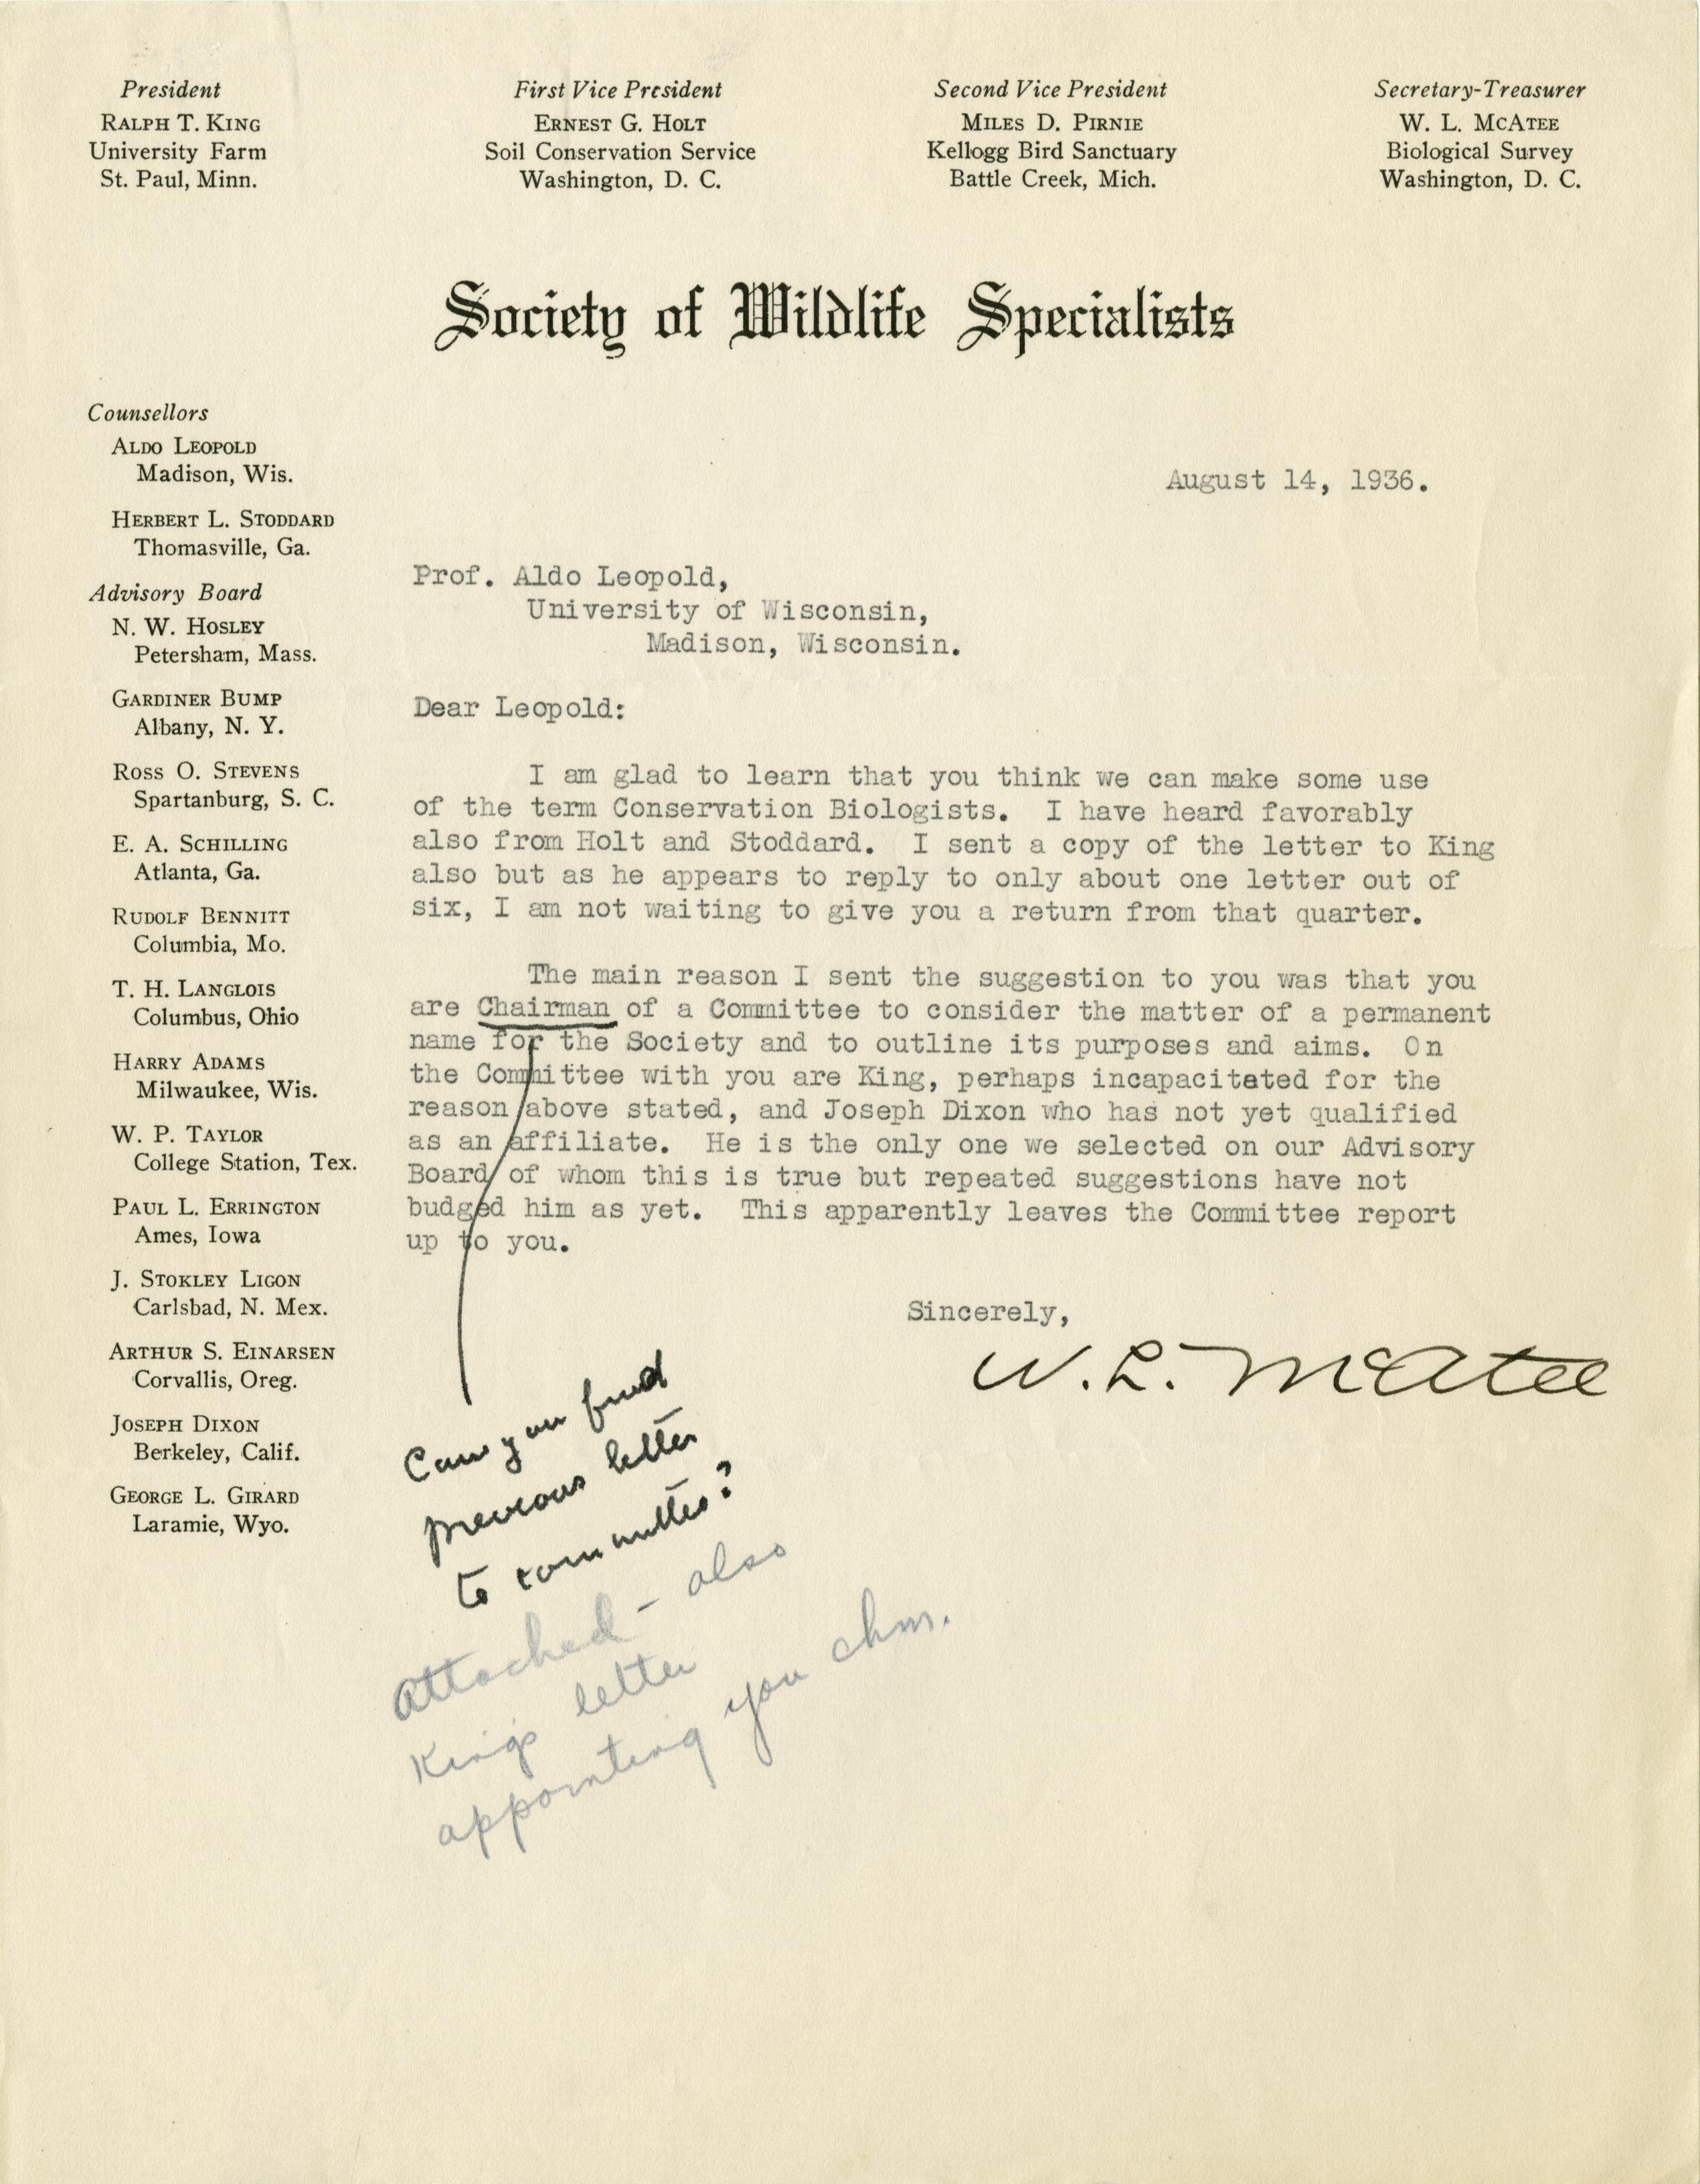 President
RALPH T. KING
University Farm
St. Paul, Minn.
First Vice President
ERNEST G. HOLT
Soil Conservation Service
Washington, D. C.
Second Vice President
MILES D. PIRNIE
Kellogg Bird Sanctuary
Battle Creek, Mich.
Secretary-Treasurer
W. L. MCATEE
Biological Survey
Washington, D. C.
Society of Wildlife Specialists
Counsellors
ALDO LEOPOLD
Madison, Wis.
HERBERT L. STODDARD
Thomasville, Ga.
Advisory Board
N. W. HOSLEY
Petersham, Mass.
GARDINER BUMP
Albany, N. Y.
ROSS O. STEVENS
Spartanburg, S. C.
E. A. SCHILLING
Atlanta, Ga.
RUDOLF BENNITT
Columbia, Mo.
T. H. LANGLOIS
Columbus, Ohio
HARRY ADAMS
Milwaukee, Wis.
W. P. TAYLOR
College Station, Tex.
PAUL L. ERRINGTON
Ames, Iowa
J. STOKLEY LIGON
Carlsbad, N. Mex.
ARTHUR S. EINARSEN
Corvallis, Oreg.
JOSEPH DIXON
Berkeley, Calif.
GEORGE L. GIRARD
Laramie, Wyo.
August 14, 1936.
Prof. Aldo Leopold,
University of Wisconsin,
Madison, Wisconsin.
Dear Leopold:
I am glad to learn that you think we can make some use
of the term Conservation Biologists. I have heard favorably
also from Holt and Stoddard. I sent a copy of the letter to King
also but as he appears to reply to only about one letter out of
six, I am not waiting to give you a return from that quarter.
The main reason I sent the suggestion to you was that you
are Chairman of a Committee to consider the matter of a permanent
name for the Society and to outline its purposes and aims. On
the Committee with you are King, perhaps incapacitated for the
reason above stated, and Joseph Dixon who has not yet qualified
as an affiliate. He is the only one we selected on our Advisory
Board of whom this is true but repeated suggestions have not
budged him as yet. This apparently leaves the Committee report
up to you.
Sincerely,
W. L. McAtee
Can you find
previous letter
to committee?
Attached - also
King's letter
appointing you chm.